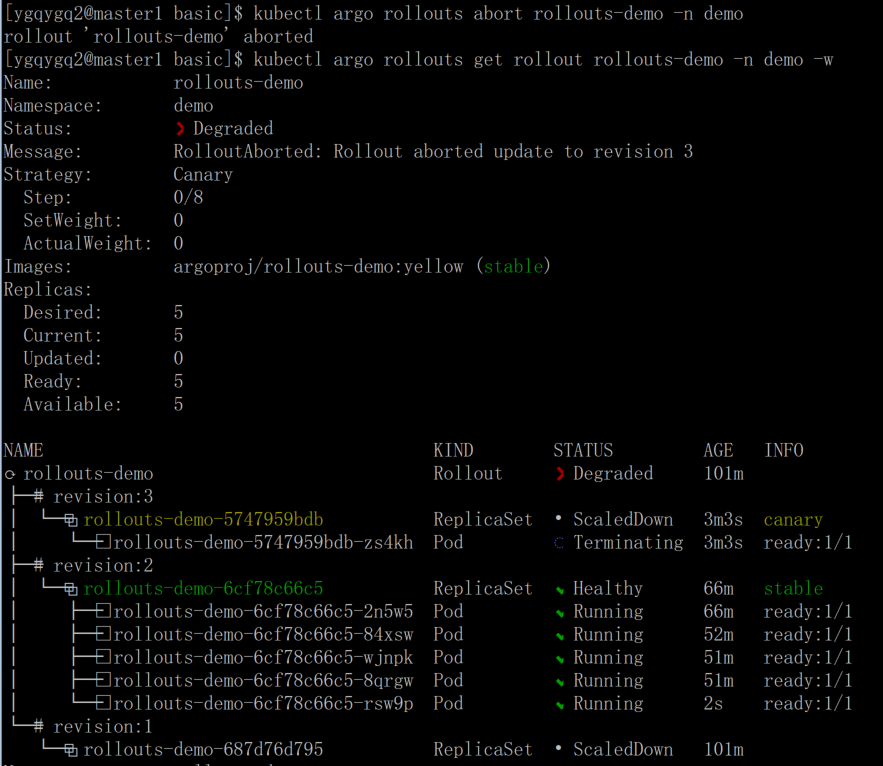 [ygqygq2@master1 basic]$ kubectl argo rollouts abort rollouts-demo -n demo
rollout 'rollouts-demo' aborted
[ygqygq2@master1 basic]$ kubectl argo rollouts get rollout rollouts-demo -n demo -w
Name: rollouts-demo
Namespace: demo
Status: Degraded
Message: RolloutAborted: Rollout aborted update to revision 3
Strategy: Canary
Step: 0/8
SetWeight: 0
ActualWeight: 0
Images: argoproj/rollouts-demo:yellow (stable)
Replicas:
Desired: 5
Current: 5
Updated: 0
Ready: 5
Available: 5
NAME KIND STATUS AGE INFO
⟳ rollouts-demo Rollout Degraded 101m
├──# revision:3
│ └──⧉ rollouts-demo-5747959bdb ReplicaSet • ScaledDown 3m3s canary
│ └──□ rollouts-demo-5747959bdb-zs4kh Pod Terminating 3m3s ready:1/1
├──# revision:2
│ └──⧉ rollouts-demo-6cf78c66c5 ReplicaSet Healthy 66m stable
│ ├──□ rollouts-demo-6cf78c66c5-2n5w5 Pod Running 66m ready:1/1
│ ├──□ rollouts-demo-6cf78c66c5-84xsw Pod Running 52m ready:1/1
│ ├──□ rollouts-demo-6cf78c66c5-wjnpk Pod Running 51m ready:1/1
│ ├──□ rollouts-demo-6cf78c66c5-8qrgw Pod Running 51m ready:1/1
│ └──□ rollouts-demo-6cf78c66c5-rsw9p Pod Running 2s ready:1/1
└──# revision:1
└──⧉ rollouts-demo-687d76d795 ReplicaSet • ScaledDown 101m